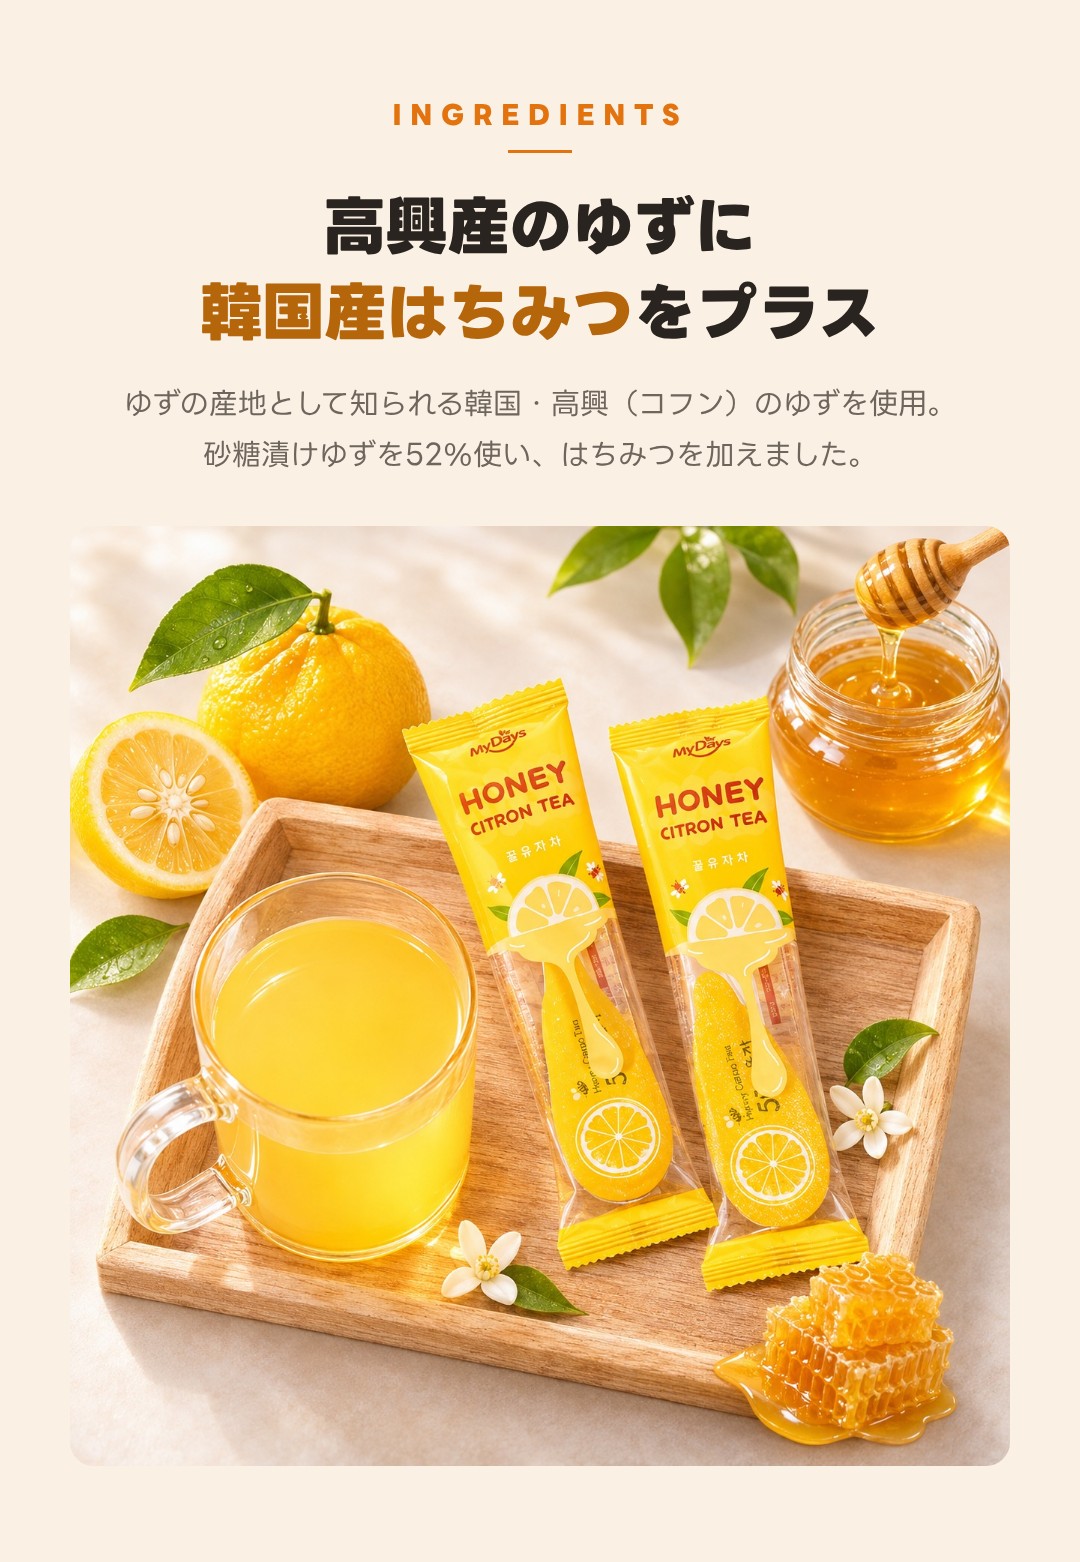 INGREDIENTS
高興産のゆずに
韓国産はちみつをプラス
ゆずの産地として知られる韓国・高興（コフン）のゆずを使用。
砂糖漬けゆずを52%使い、はちみつを加えました。
MyDays
HONEY
CITRON TEA
꿀유자차
MyDays
HONEY
CITRON TEA
꿀유자차